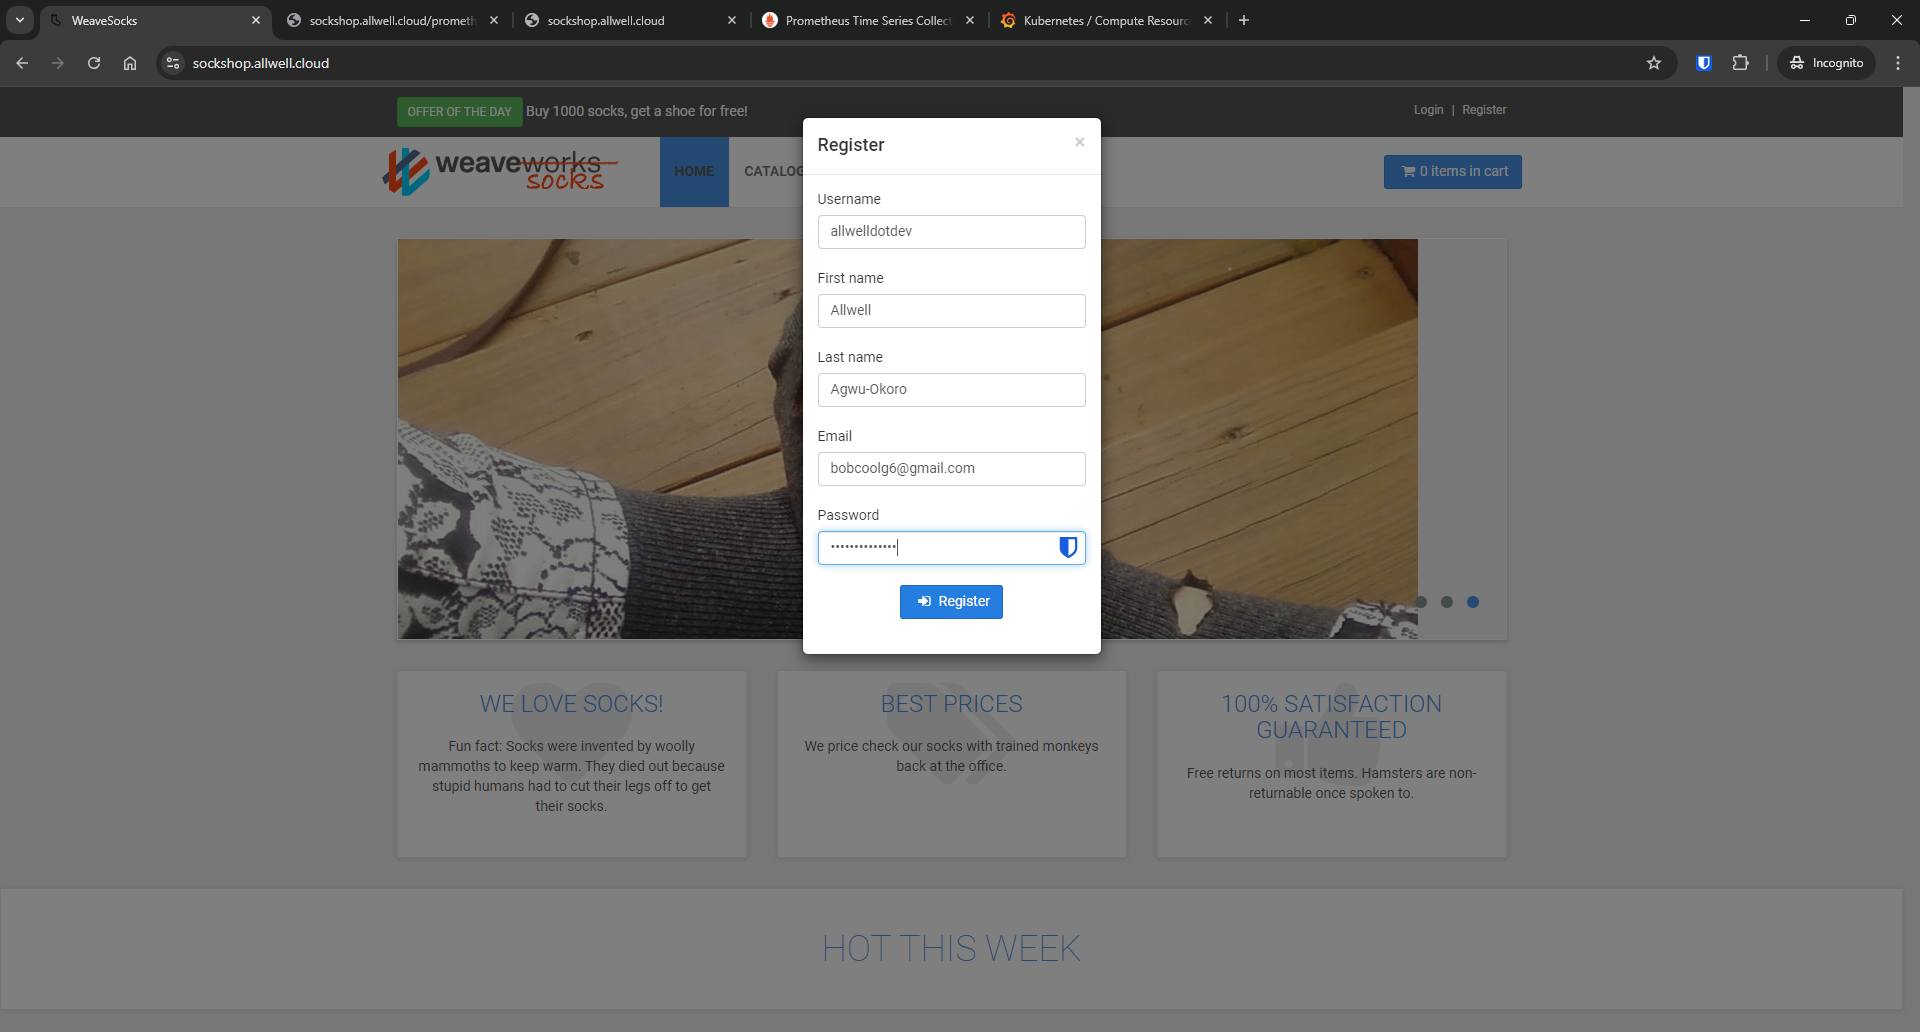 WeaveSocks
sockshop.allwell.cloud/prometh
sockshop.allwell.cloud
Prometheus Time Series Collect
Kubernetes / Compute Resourc
sockshop.allwell.cloud
Incognito
OFFER OF THE DAY Buy 1000 socks, get a shoe for free!
Login | Register
weaveworks
socks
HOME
CATALOG
0 items in cart
Register
×
Username
allwelldotdev
First name
Allwell
Last name
Agwu-Okoro
Email
bobcoolg6@gmail.com
Password
••••••••••••••
Register
WE LOVE SOCKS!
Fun fact: Socks were invented by woolly
mammoths to keep warm. They died out because
stupid humans had to cut their legs off to get
their socks.
BEST PRICES
We price check our socks with trained monkeys
back at the office.
100% SATISFACTION
GUARANTEED
Free returns on most items. Hamsters are non-
returnable once spoken to.
HOT THIS WEEK